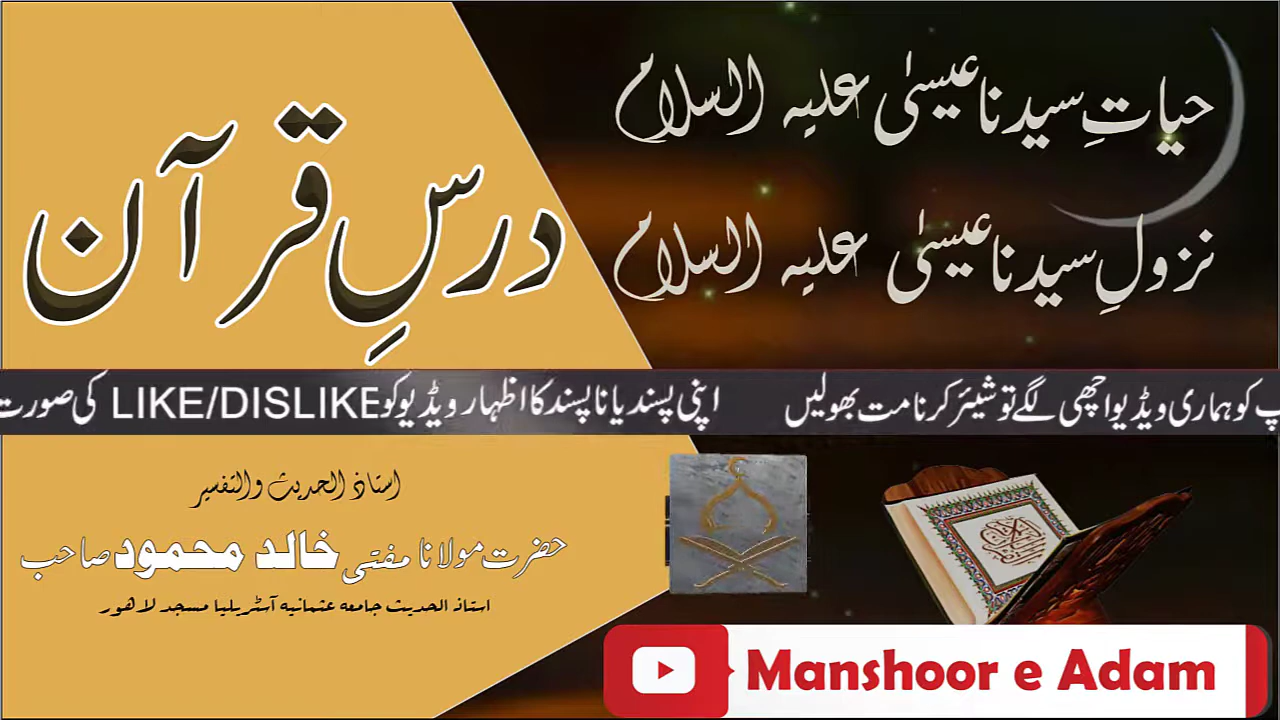 حیاتِ سیدنا عیسیٰ علیہ السلام
نزولِ سیدنا عیسیٰ علیہ السلام
درسِ قرآن
پ کو ہماری ویڈیو اچھی لگے تو شیئر کرنا مت بھولیں
اپنی پسند یا ناپسند کا اظہار ویڈیو کو LIKE/DISLIKE کی صورت
استاذ الحدیث والتفسیر
حضرت مولانا مفتی خالد محمود صاحب
استاذ الحدیث جامعہ عثمانیہ آسٹریلیا مسجد لاھور
Manshoor e Adam